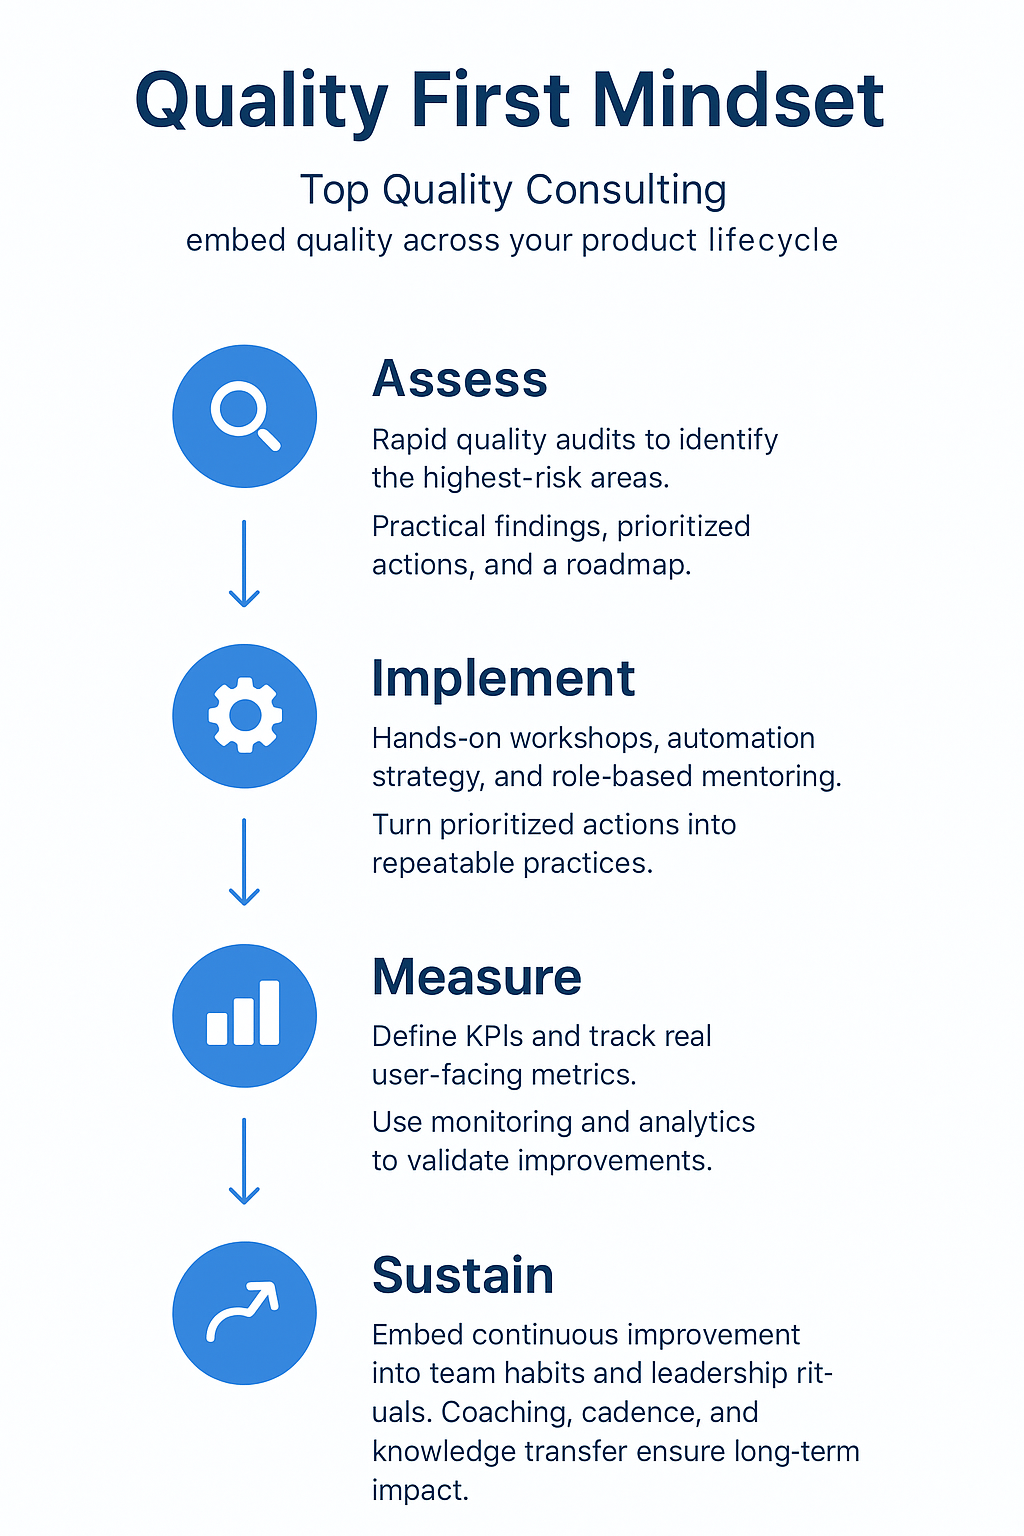 Quality First Mindset
Top Quality Consulting
embed quality across your product lifecycle
Assess
Rapid quality audits to identify
the highest-risk areas.
Practical findings, prioritized
actions, and a roadmap.
Implement
Hands-on workshops, automation
strategy, and role-based mentoring.
Turn prioritized actions into
repeatable practices.
Measure
Define KPIs and track real
user-facing metrics.
Use monitoring and analytics
to validate improvements.
Sustain
Embed continuous improvement
into team habits and leadership rit-
uals. Coaching, cadence, and
knowledge transfer ensure long-term
impact.